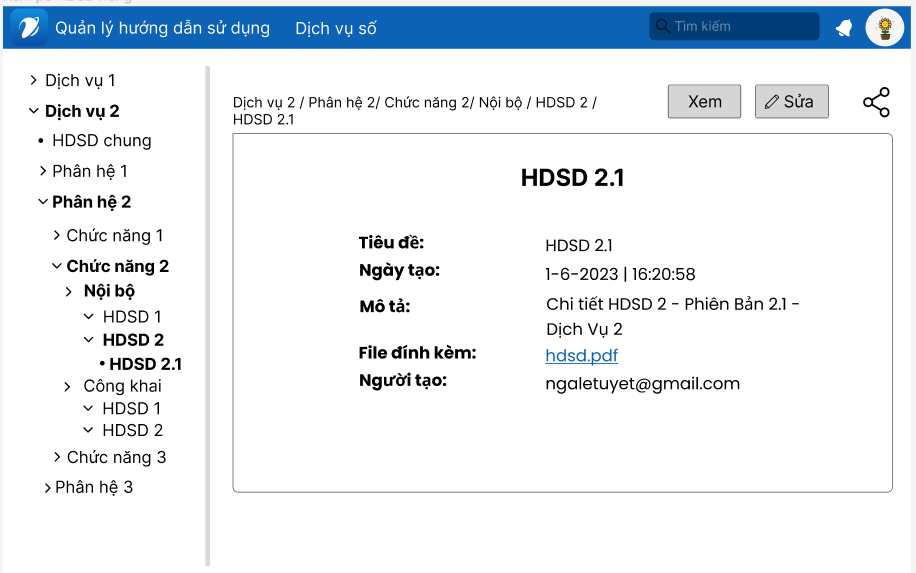 Quản lý hướng dẫn sử dụng
Dịch vụ số
Tìm kiếm
Dịch vụ 1
Dịch vụ 2
HDSD chung
Phân hệ 1
Phân hệ 2
Chức năng 1
Chức năng 2
Nội bộ
HDSD 1
HDSD 2
HDSD 2.1
Công khai
HDSD 1
HDSD 2
Chức năng 3
Phân hệ 3
Dịch vụ 2 / Phân hệ 2/ Chức năng 2/ Nội bộ / HDSD 2 /
HDSD 2.1
Xem
Sửa
HDSD 2.1
Tiêu đề: HDSD 2.1
Ngày tạo: 1-6-2023 | 16:20:58
Mô tả: Chi tiết HDSD 2 - Phiên Bản 2.1 -
Dịch Vụ 2
File đính kèm: hdsd.pdf
Người tạo: ngaletuyet@gmail.com